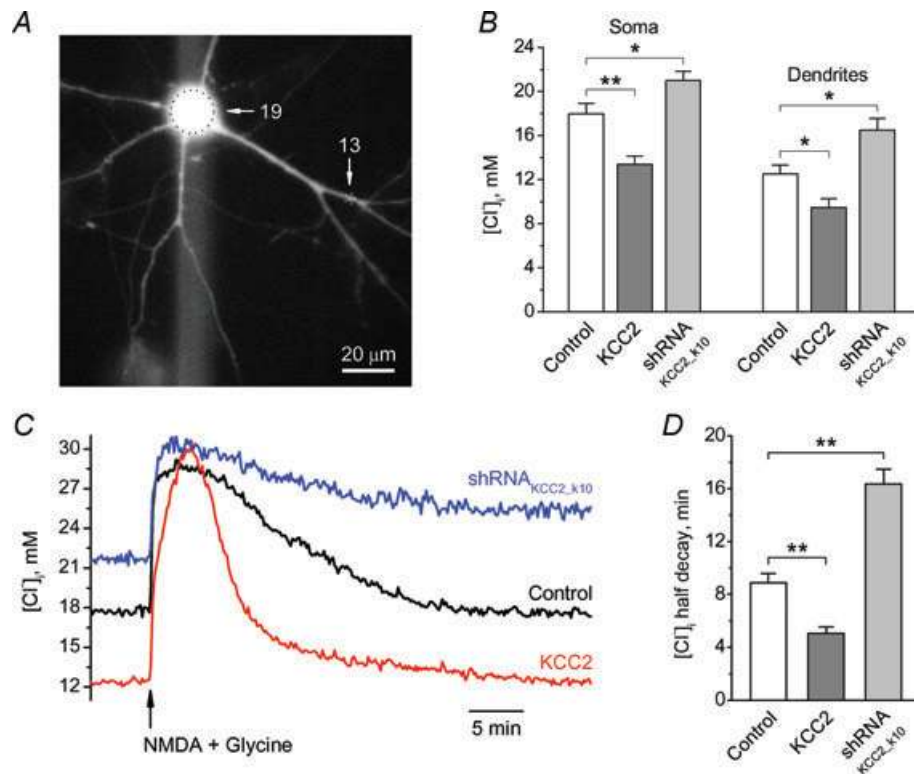 A
19
13
20 μm
B
Soma
Dendrites
*
**
*
*
[Cl⁻]ᵢ, mM
24
20
16
12
8
4
0
Control
KCC2
shRNA
KCC2_k10
Control
KCC2
shRNA
KCC2_k10
C
[Cl⁻]ᵢ, mM
30
27
24
21
18
15
12
shRNA KCC2_k10
Control
KCC2
5 min
NMDA + Glycine
D
[Cl⁻]ᵢ half decay, min
20
16
12
8
4
0
**
**
Control
KCC2
shRNA
KCC2_k10